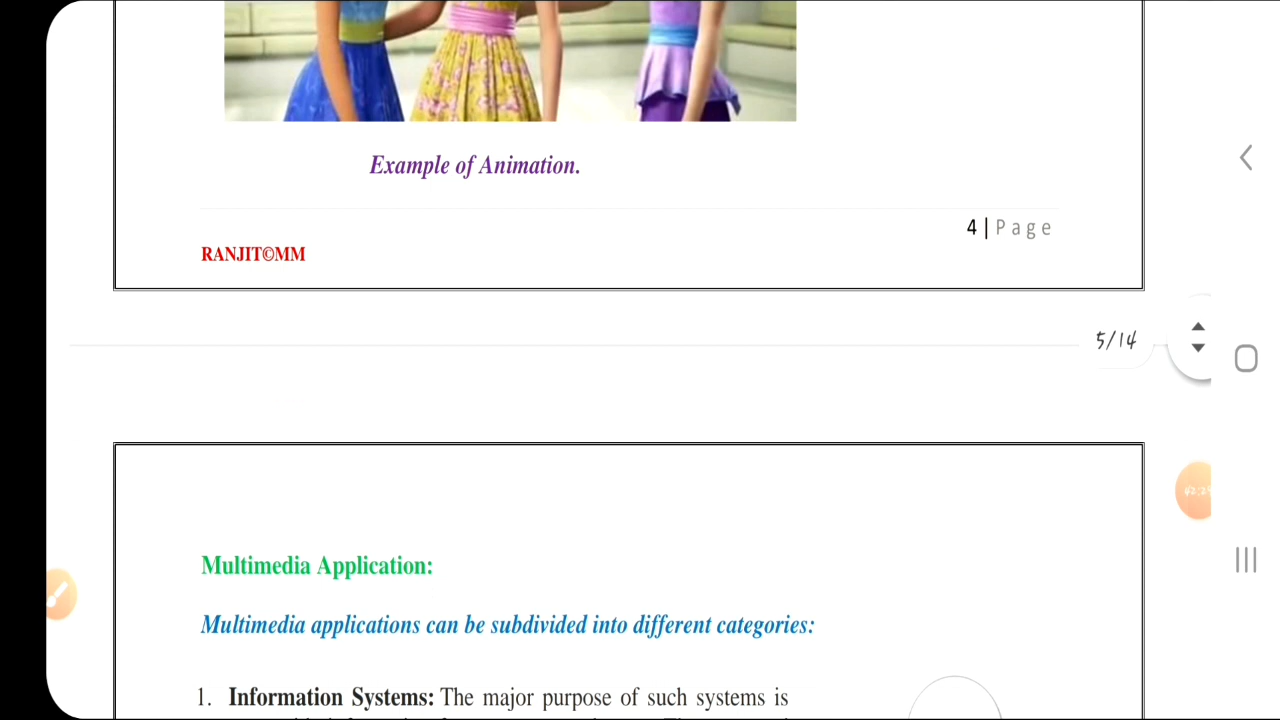 Example of Animation.
4 | Page
RANJIT©MM
5/14
Multimedia Application:
Multimedia applications can be subdivided into different categories:
1. Information Systems: The major purpose of such systems is